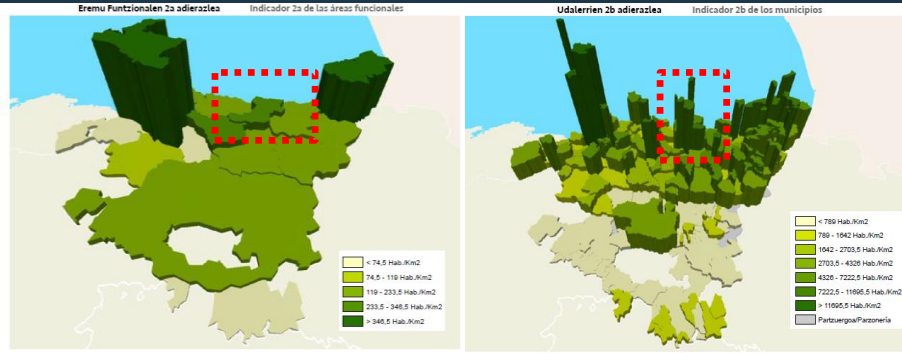 Eremu Funtzionalen 2a adierazlea Indicador 2a de las áreas funcionales
< 74,5 Hab./Km2
74,5 - 119 Hab./Km2
119 - 233,5 Hab./Km2
233,5 - 346,5 Hab./Km2
> 346,5 Hab./Km2
Udalerrien 2b adierazlea Indicador 2b de los municipios
< 789 Hab./Km2
789 - 1642 Hab./Km2
1642 - 2703,5 Hab./Km2
2703,5 - 4326 Hab./Km2
4326 - 7222,5 Hab./Km2
7222,5 - 11695,5 Hab./Km2
> 11695,5 Hab./Km2
Partzuergoa/Parzonería